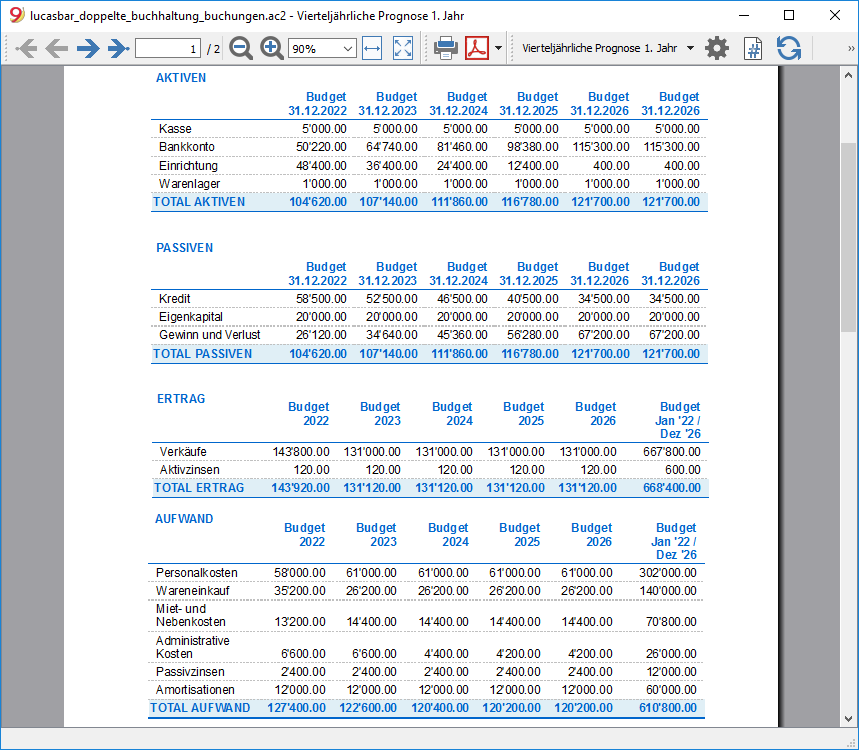 lucasbar_doppelte_buchhaltung_buchungen.ac2 - Vierteljährliche Prognose 1. Jahr
1 / 2 90% Vierteljährliche Prognose 1. Jahr »
AKTIVEN
Budget Budget Budget Budget Budget Budget
31.12.2022 31.12.2023 31.12.2024 31.12.2025 31.12.2026 31.12.2026
Kasse 5'000.00 5'000.00 5'000.00 5'000.00 5'000.00 5'000.00
Bankkonto 50'220.00 64'740.00 81'460.00 98'380.00 115'300.00 115'300.00
Einrichtung 48'400.00 36'400.00 24'400.00 12'400.00 400.00 400.00
Warenlager 1'000.00 1'000.00 1'000.00 1'000.00 1'000.00 1'000.00
TOTAL AKTIVEN 104'620.00 107'140.00 111'860.00 116'780.00 121'700.00 121'700.00
PASSIVEN
Budget Budget Budget Budget Budget Budget
31.12.2022 31.12.2023 31.12.2024 31.12.2025 31.12.2026 31.12.2026
Kredit 58'500.00 52'500.00 46'500.00 40'500.00 34'500.00 34'500.00
Eigenkapital 20'000.00 20'000.00 20'000.00 20'000.00 20'000.00 20'000.00
Gewinn und Verlust 26'120.00 34'640.00 45'360.00 56'280.00 67'200.00 67'200.00
TOTAL PASSIVEN 104'620.00 107'140.00 111'860.00 116'780.00 121'700.00 121'700.00
ERTRAG
Budget Budget Budget Budget Budget Budget
2022 2023 2024 2025 2026 Jan '22 /
Dez '26
Verkäufe 143'800.00 131'000.00 131'000.00 131'000.00 131'000.00 667'800.00
Aktivzinsen 120.00 120.00 120.00 120.00 120.00 600.00
TOTAL ERTRAG 143'920.00 131'120.00 131'120.00 131'120.00 131'120.00 668'400.00
AUFWAND
Budget Budget Budget Budget Budget Budget
2022 2023 2024 2025 2026 Jan '22 /
Dez '26
Personalkosten 58'000.00 61'000.00 61'000.00 61'000.00 61'000.00 302'000.00
Wareneinkauf 35'200.00 26'200.00 26'200.00 26'200.00 26'200.00 140'000.00
Miet- und
Nebenkosten 13'200.00 14'400.00 14'400.00 14'400.00 14'400.00 70'800.00
Administrative
Kosten 6'600.00 6'600.00 4'400.00 4'200.00 4'200.00 26'000.00
Passivzinsen 2'400.00 2'400.00 2'400.00 2'400.00 2'400.00 12'000.00
Amortisationen 12'000.00 12'000.00 12'000.00 12'000.00 12'000.00 60'000.00
TOTAL AUFWAND 127'400.00 122'600.00 120'400.00 120'200.00 120'200.00 610'800.00